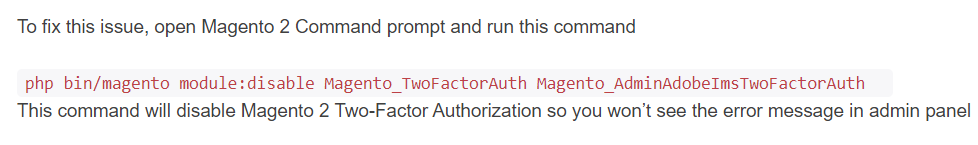 To fix this issue, open Magento 2 Command prompt and run this command
php bin/magento module:disable Magento_TwoFactorAuth Magento_AdminAdobeImsTwoFactorAuth
This command will disable Magento 2 Two-Factor Authorization so you won’t see the error message in admin panel